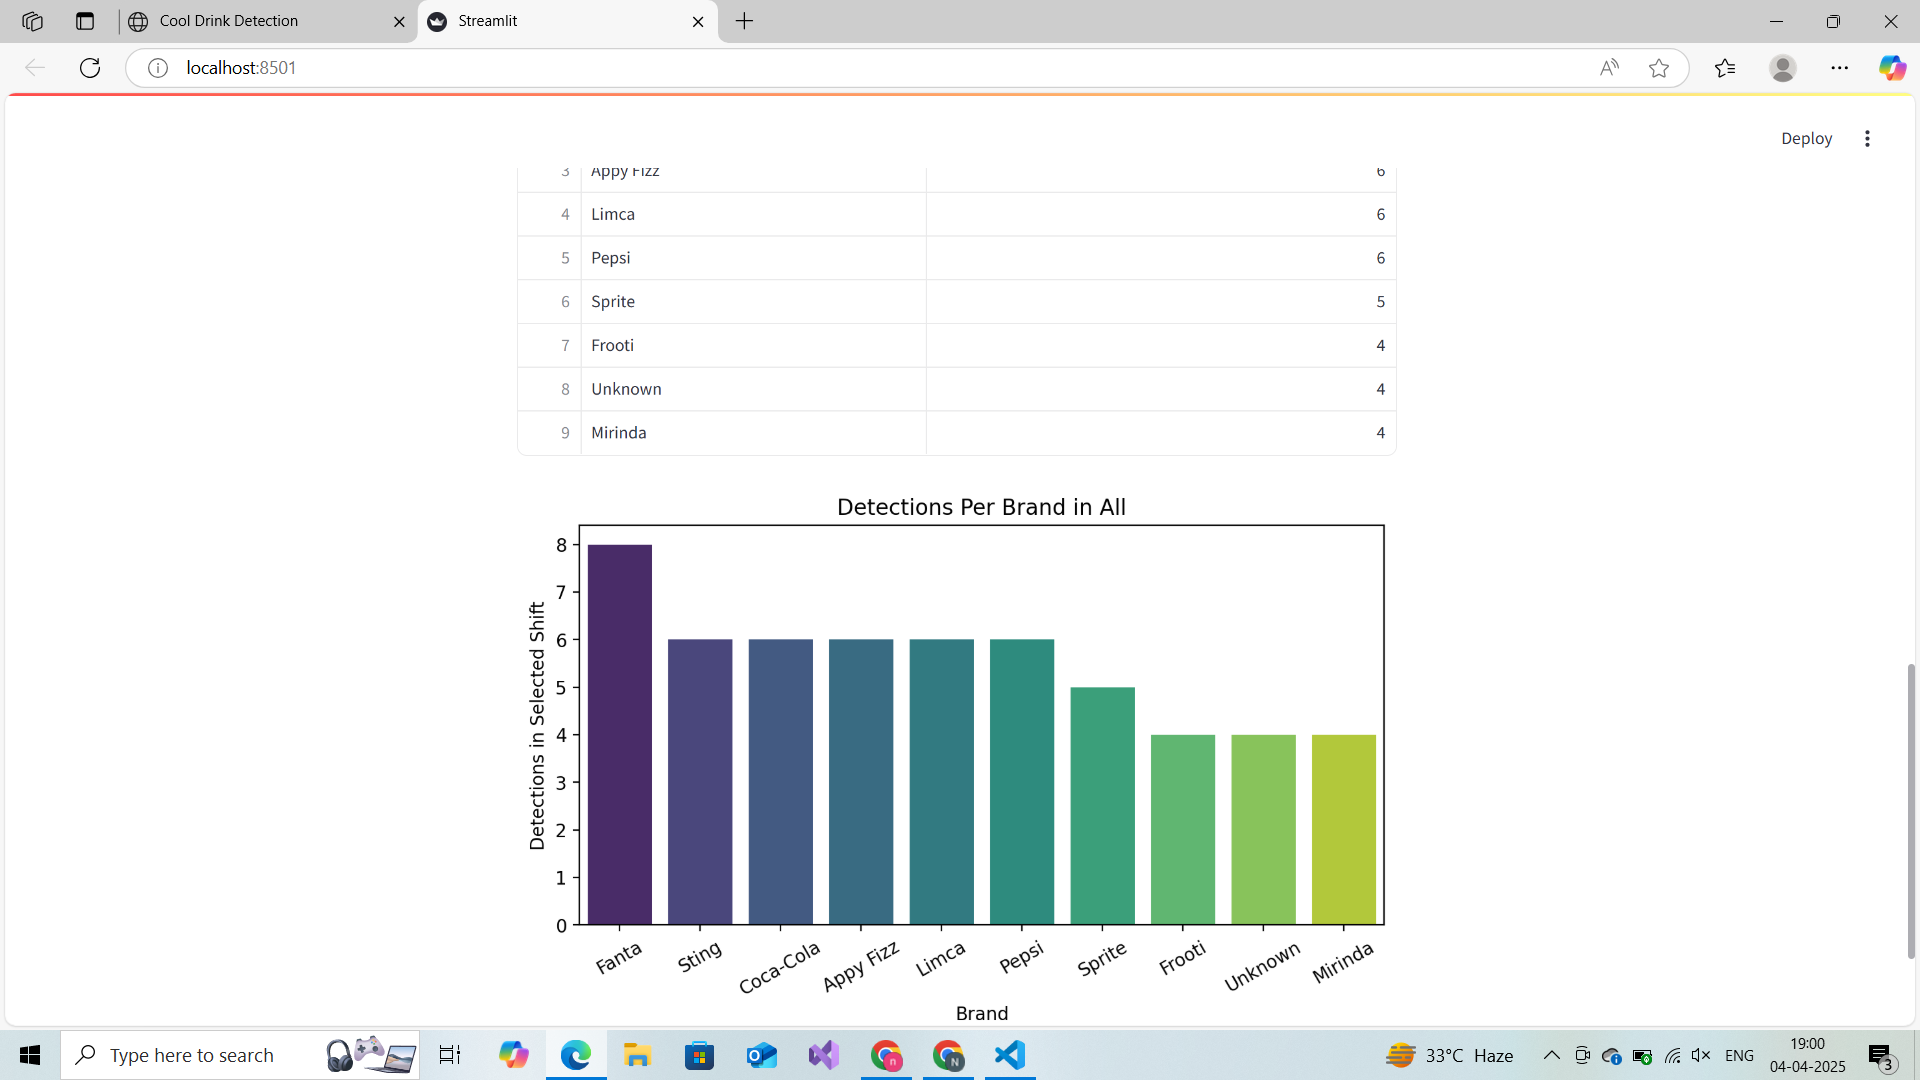 Cool Drink Detection
Streamlit
localhost:8501
Deploy
3 Appy Fizz 6
4 Limca 6
5 Pepsi 6
6 Sprite 5
7 Frooti 4
8 Unknown 4
9 Mirinda 4
Detections Per Brand in All
Detections in Selected Shift
8
7
6
5
4
3
2
1
0
Fanta Sting Coca-Cola Appy Fizz Limca Pepsi Sprite Frooti Unknown Mirinda
Brand
Type here to search
33°C Haze
ENG
19:00
04-04-2025
3